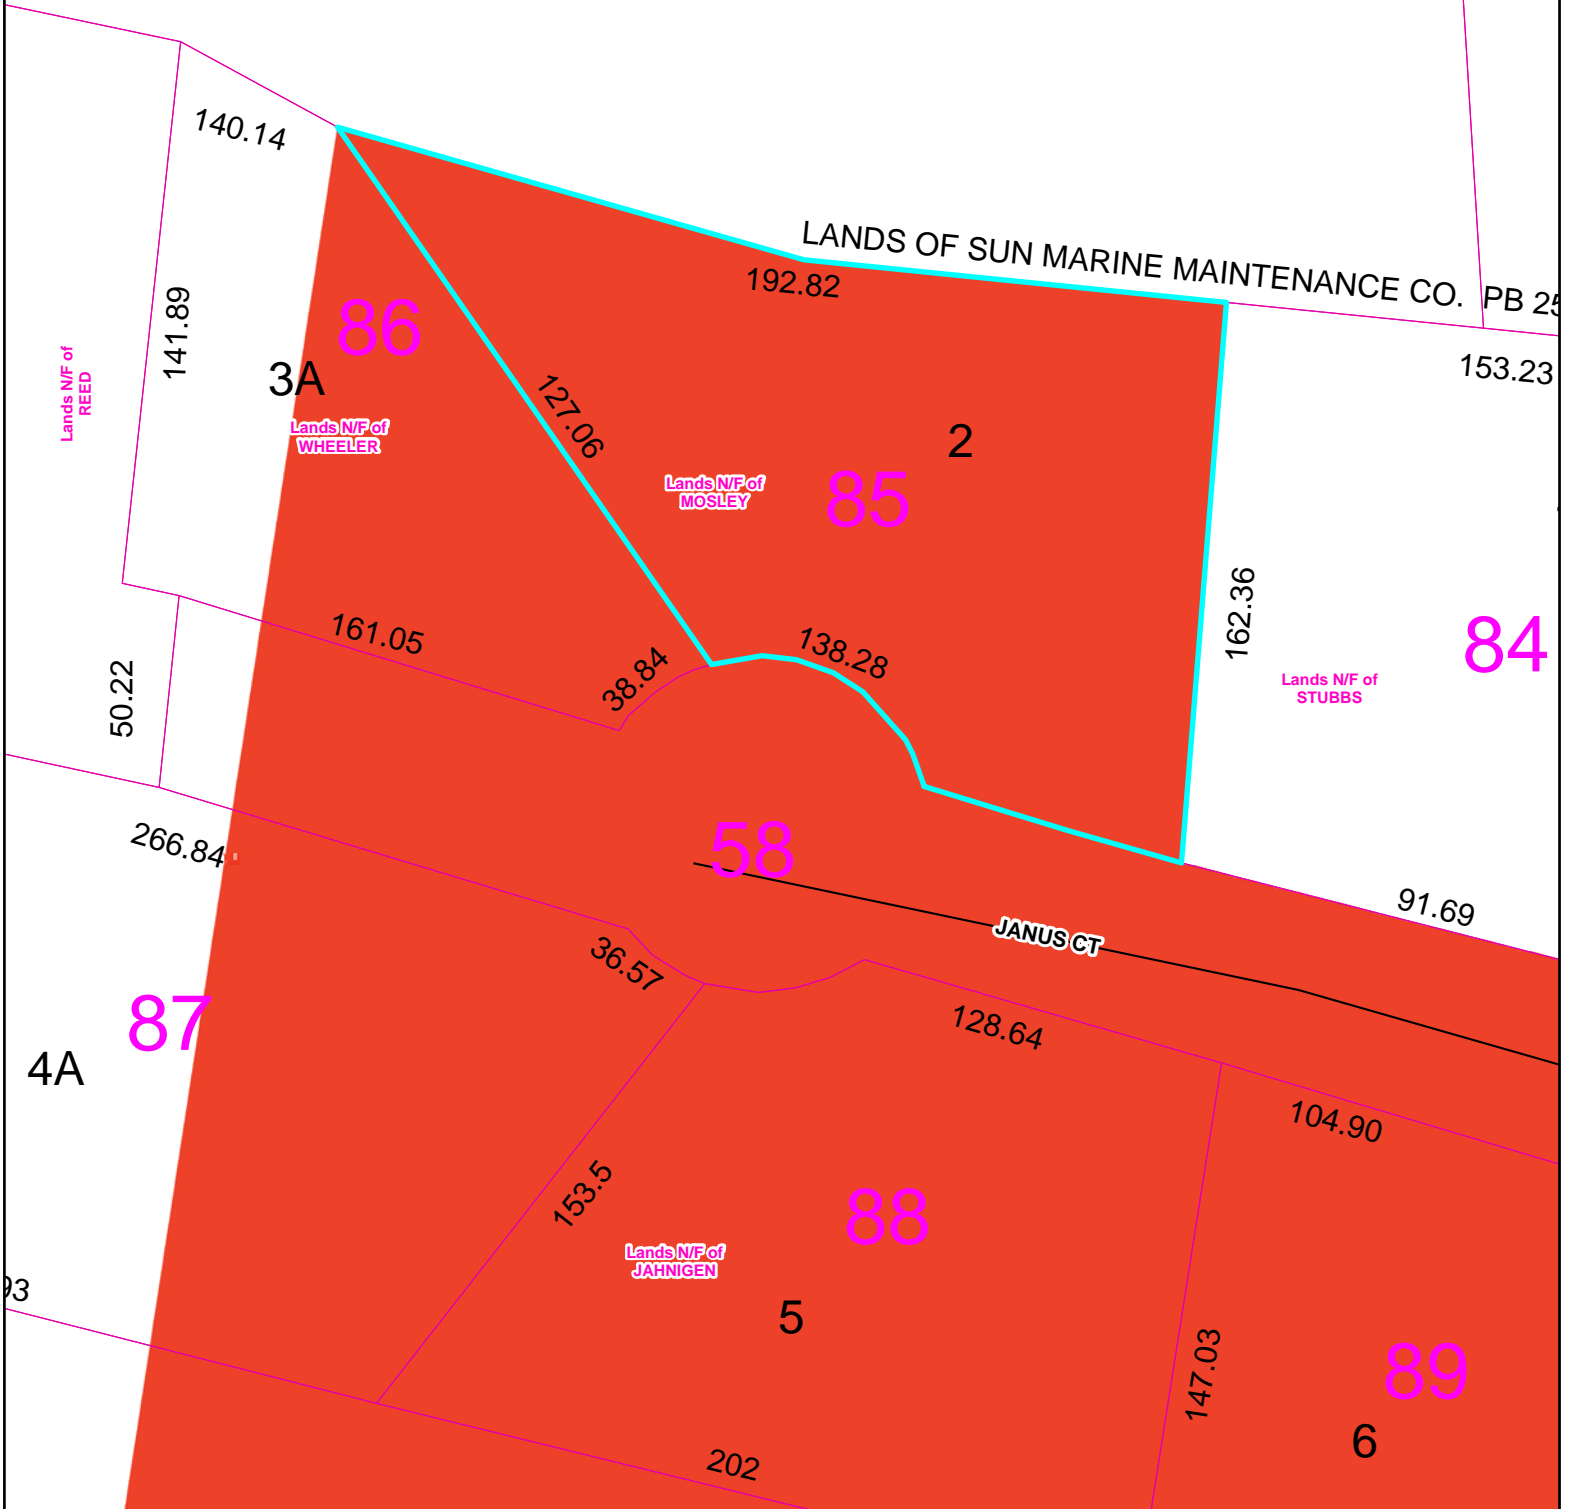 140.14
LANDS OF SUN MARINE MAINTENANCE CO. PB 25
192.82
86
141.89
3A
153.23
Lands N/F of
REED
Lands N/F of
WHEELER
127.06
2
Lands N/F of
MOSLEY
85
162.36
84
161.05
38.84
138.28
Lands N/F of
STUBBS
50.22
266.84
58
91.69
JANUS CT
36.57
87
4A
128.64
104.90
153.5
88
Lands N/F of
JAHNIGEN
93
5
147.03
89
6
202